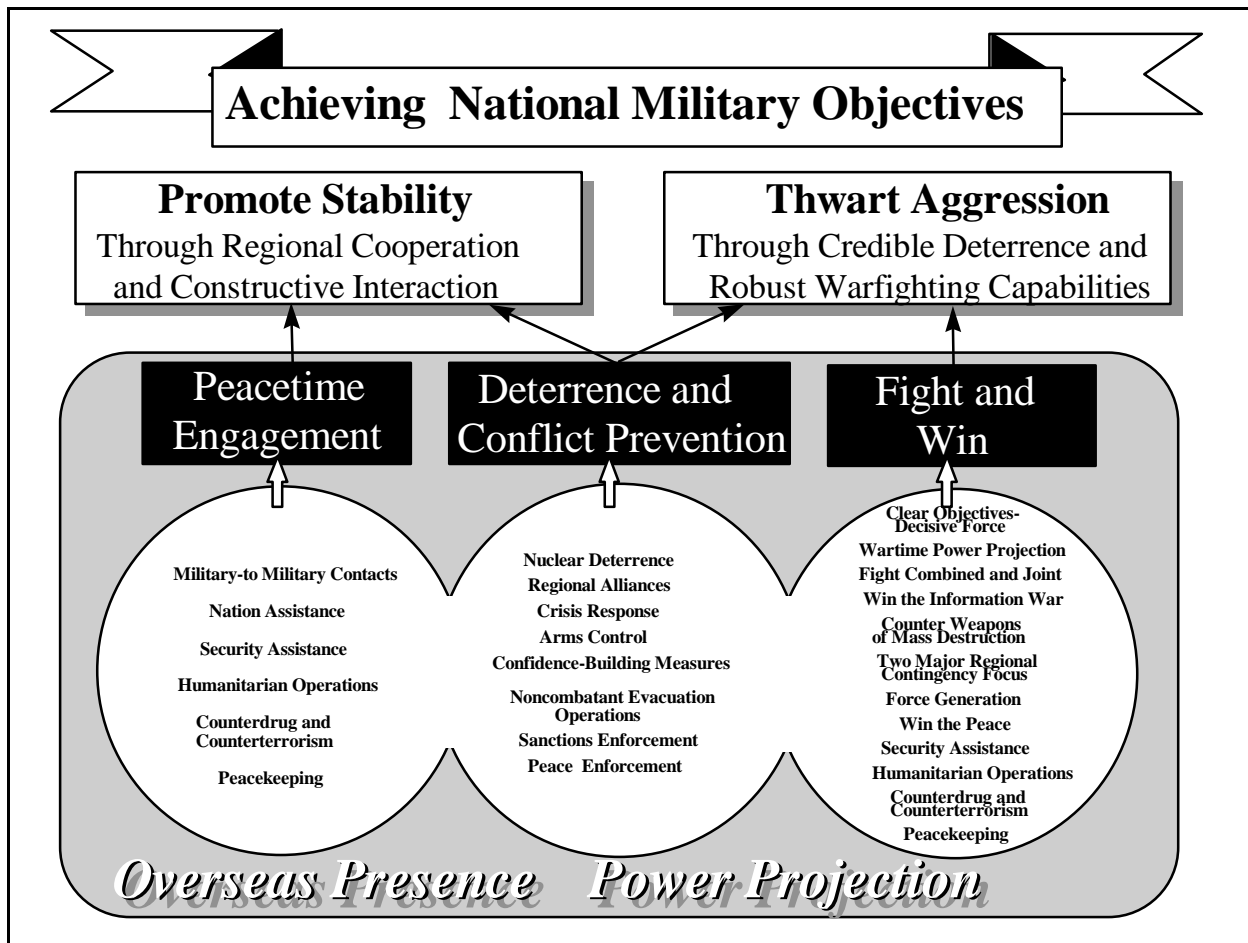 Achieving National Military Objectives
Promote Stability
Through Regional Cooperation
and Constructive Interaction
Thwart Aggression
Through Credible Deterrence and
Robust Warfighting Capabilities
Peacetime
Engagement
Deterrence and
Conflict Prevention
Fight and
Win
Military-to Military Contacts
Nation Assistance
Security Assistance
Humanitarian Operations
Counterdrug and
Counterterrorism
Peacekeeping
Nuclear Deterrence
Regional Alliances
Crisis Response
Arms Control
Confidence-Building Measures
Noncombatant Evacuation
Operations
Sanctions Enforcement
Peace Enforcement
Clear Objectives-
Decisive Force
Wartime Power Projection
Fight Combined and Joint
Win the Information War
Counter Weapons
of Mass Destruction
Two Major Regional
Contingency Focus
Force Generation
Win the Peace
Security Assistance
Humanitarian Operations
Counterdrug and
Counterterrorism
Peacekeeping
Overseas Presence Power Projection